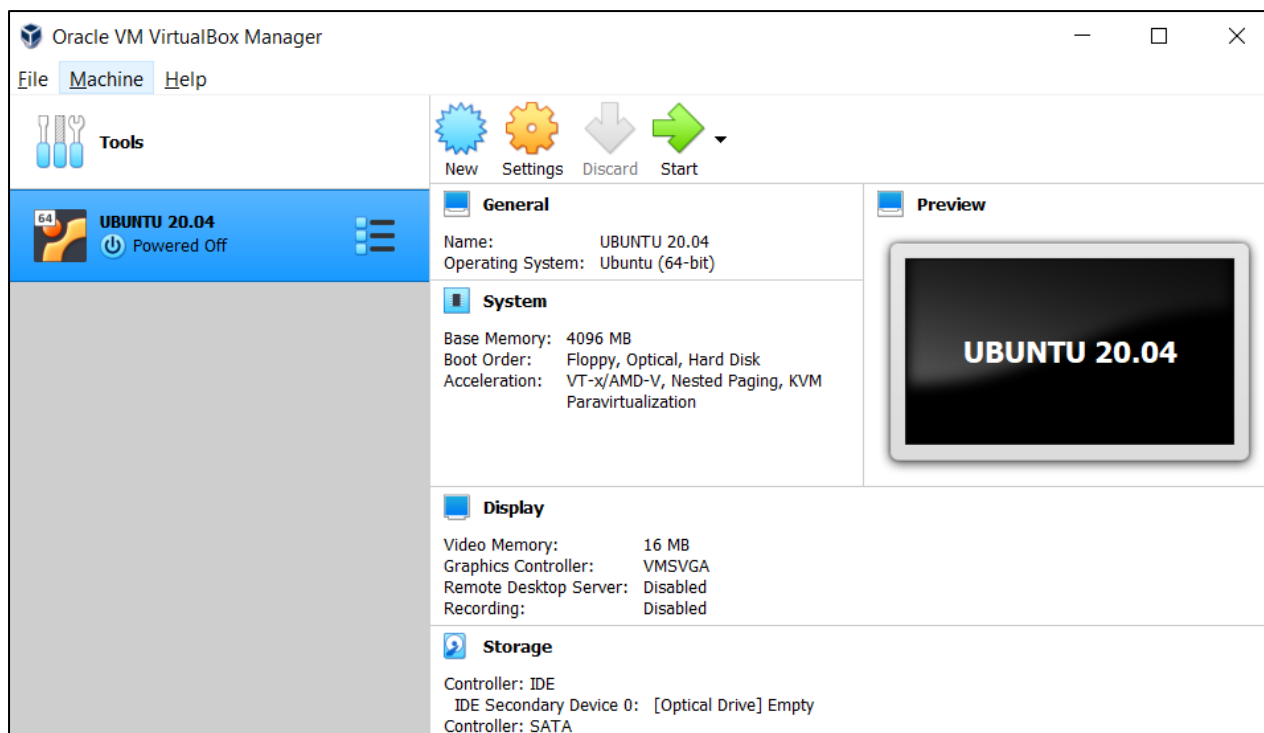 Oracle VM VirtualBox Manager
File Machine Help
Tools
New Settings Discard Start
64
UBUNTU 20.04
Powered Off
General
Name: UBUNTU 20.04
Operating System: Ubuntu (64-bit)
System
Base Memory: 4096 MB
Boot Order: Floppy, Optical, Hard Disk
Acceleration: VT-x/AMD-V, Nested Paging, KVM
Paravirtualization
Preview
UBUNTU 20.04
Display
Video Memory: 16 MB
Graphics Controller: VMSVGA
Remote Desktop Server: Disabled
Recording: Disabled
Storage
Controller: IDE
IDE Secondary Device 0: [Optical Drive] Empty
Controller: SATA